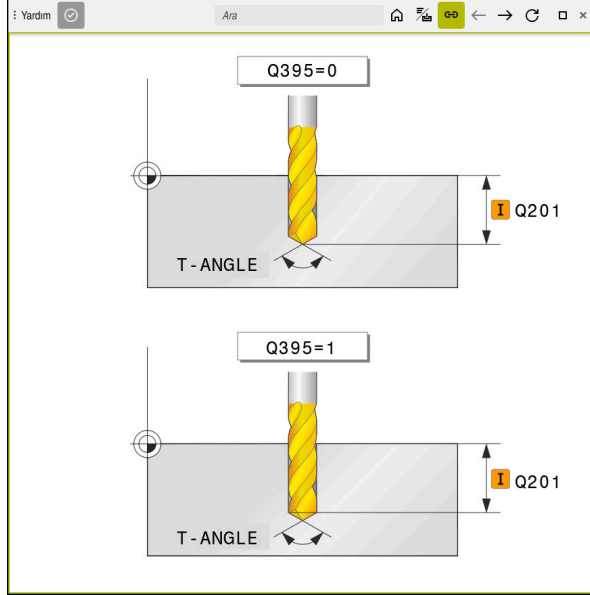 Yardım
Ara
Q395=0
I Q201
T-ANGLE
Q395=1
I Q201
T-ANGLE